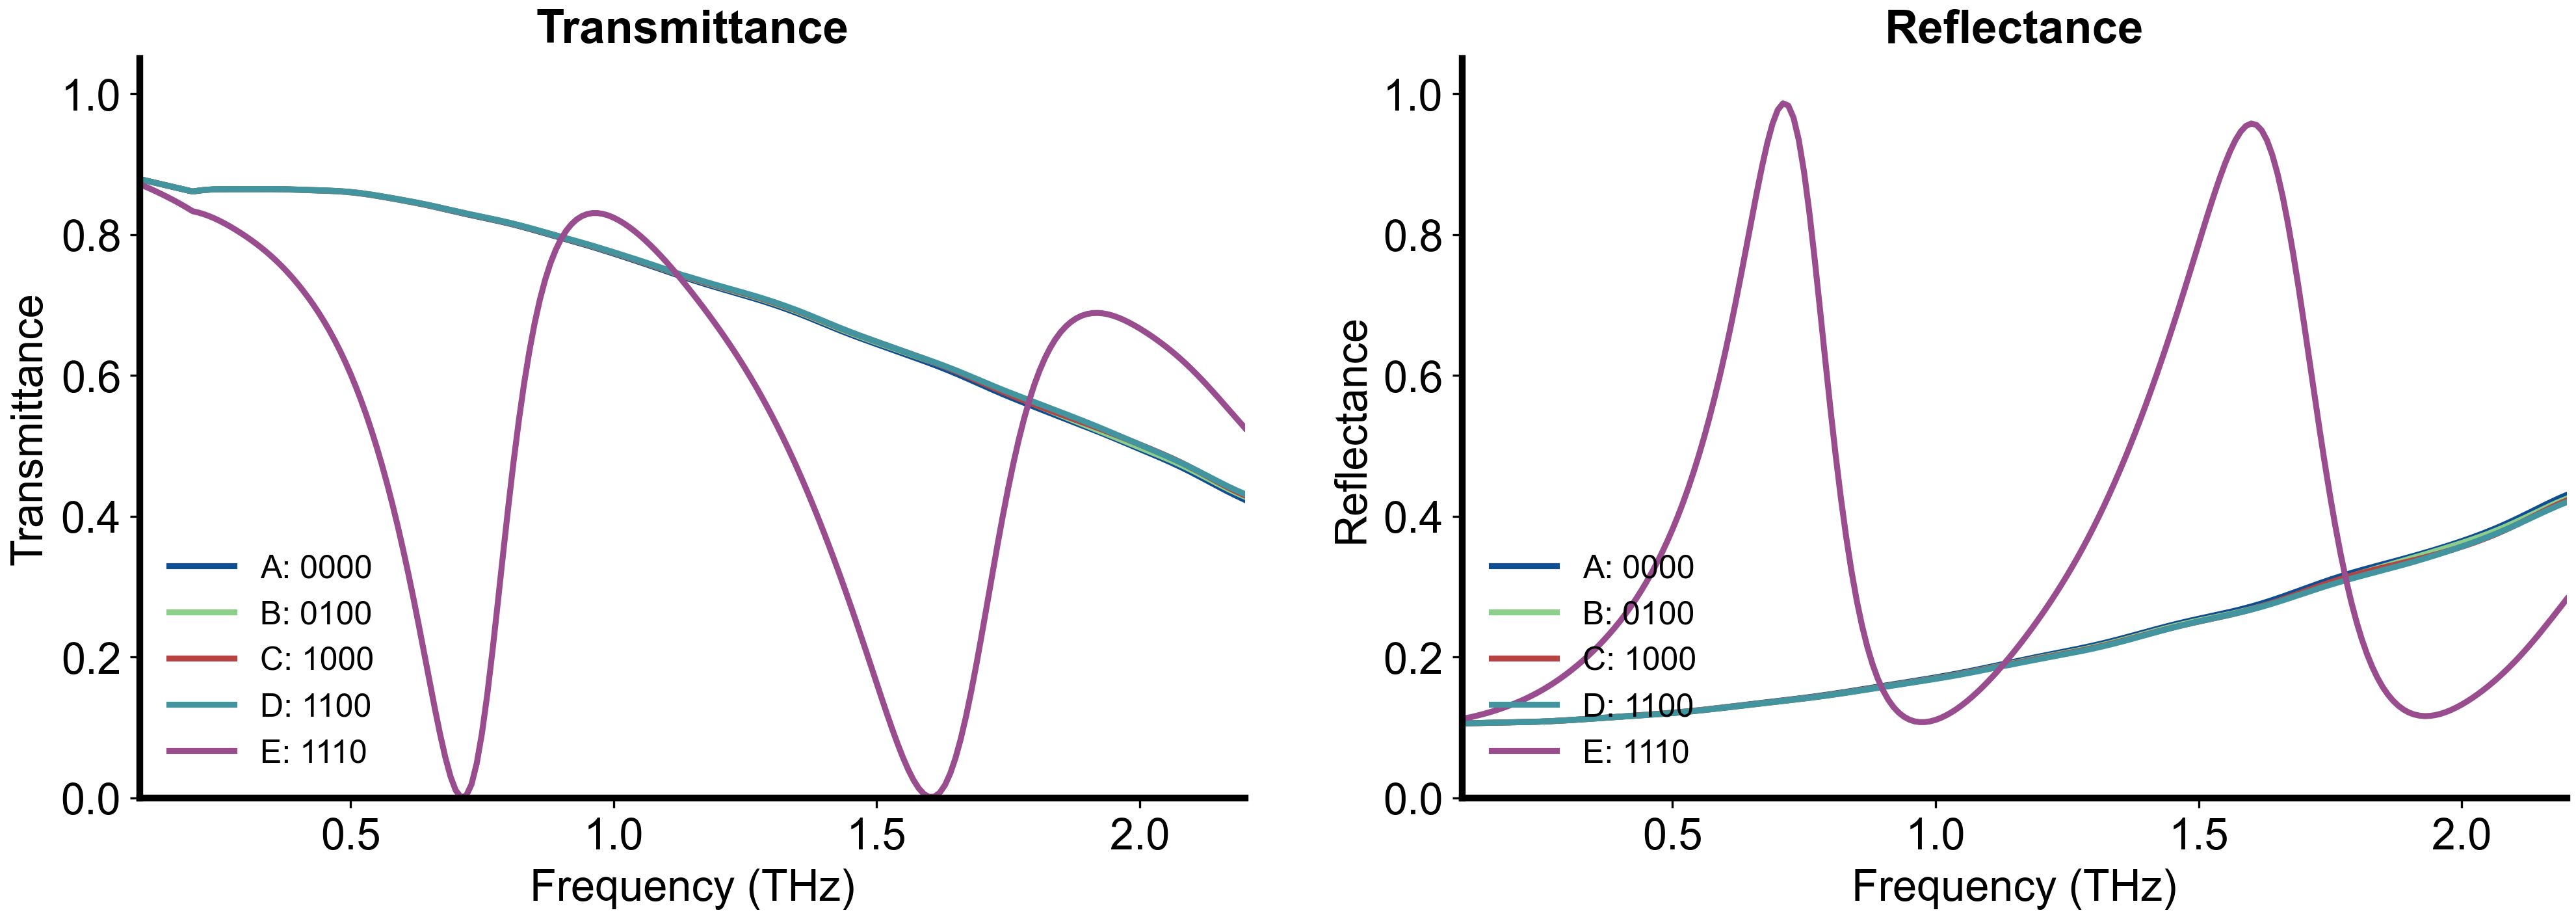 Transmittance
Transmittance
1.0
0.8
0.6
0.4
0.2
0.0
A: 0000
B: 0100
C: 1000
D: 1100
E: 1110
0.5 1.0 1.5 2.0
Frequency (THz)
Reflectance
Reflectance
1.0
0.8
0.6
0.4
0.2
0.0
A: 0000
B: 0100
C: 1000
D: 1100
E: 1110
0.5 1.0 1.5 2.0
Frequency (THz)